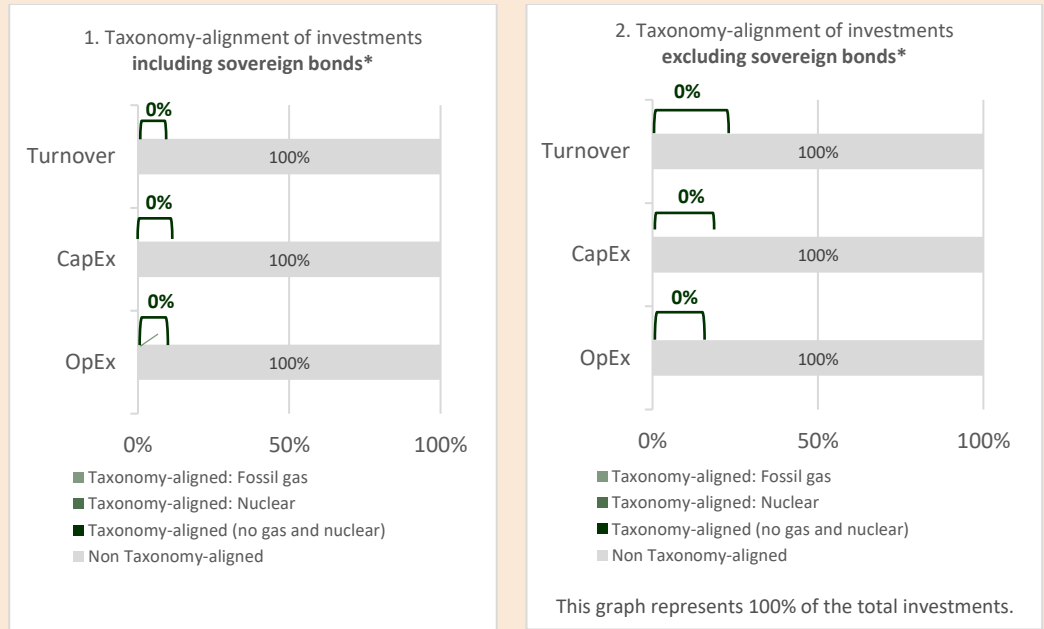 1. Taxonomy-alignment of investments
including sovereign bonds*
0%
Turnover
100%
0%
CapEx
100%
0%
OpEx
100%
0% 50% 100%
Taxonomy-aligned: Fossil gas
Taxonomy-aligned: Nuclear
Taxonomy-aligned (no gas and nuclear)
Non Taxonomy-aligned
2. Taxonomy-alignment of investments
excluding sovereign bonds*
0%
Turnover
100%
0%
CapEx
100%
0%
OpEx
100%
0% 50% 100%
Taxonomy-aligned: Fossil gas
Taxonomy-aligned: Nuclear
Taxonomy-aligned (no gas and nuclear)
Non Taxonomy-aligned
This graph represents 100% of the total investments.